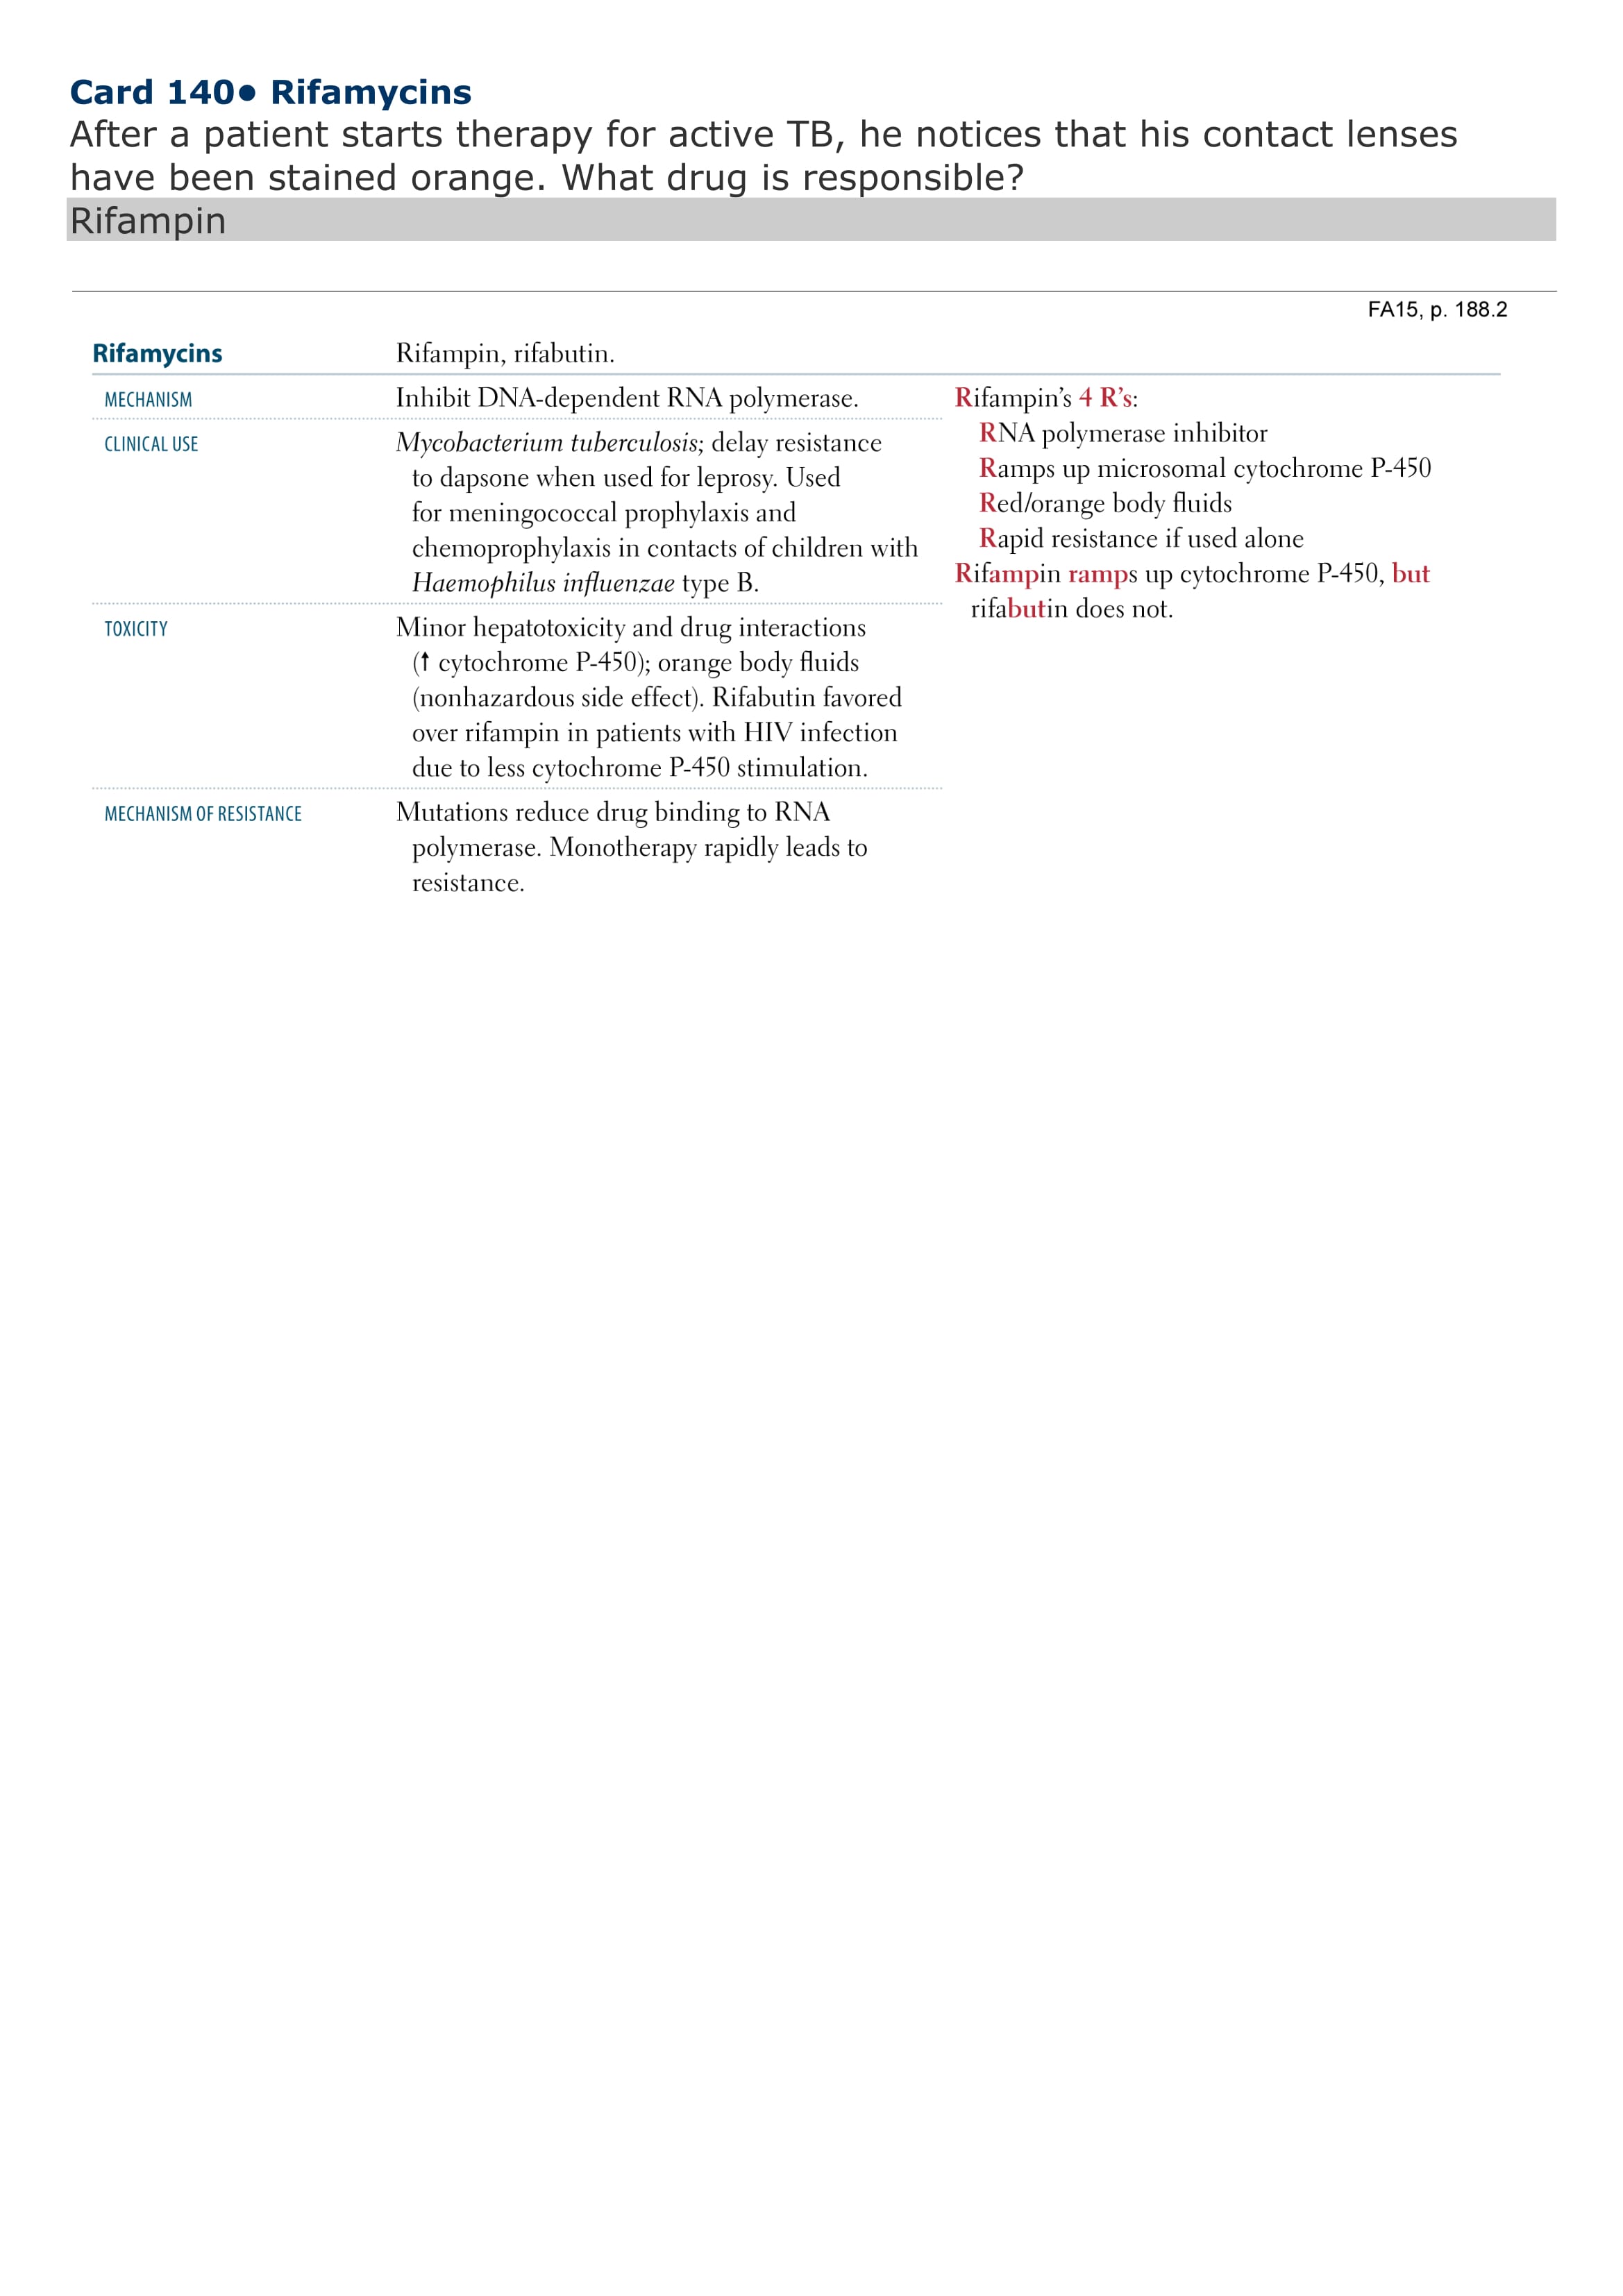 Card 140● Rifamycins
After a patient starts therapy for active TB, he notices that his contact lenses
have been stained orange. What drug is responsible?
Rifampin
FA15, p. 188.2
Rifamycins
Rifampin, rifabutin.
MECHANISM
Inhibit DNA-dependent RNA polymerase.
CLINICAL USE
Mycobacterium tuberculosis; delay resistance
to dapsone when used for leprosy. Used
for meningococcal prophylaxis and
chemoprophylaxis in contacts of children with
Haemophilus influenzae type B.
TOXICITY
Minor hepatotoxicity and drug interactions
(↑ cytochrome P-450); orange body fluids
(nonhazardous side effect). Rifabutin favored
over rifampin in patients with HIV infection
due to less cytochrome P-450 stimulation.
MECHANISM OF RESISTANCE
Mutations reduce drug binding to RNA
polymerase. Monotherapy rapidly leads to
resistance.
Rifampin’s 4 R’s:
RNA polymerase inhibitor
Ramps up microsomal cytochrome P-450
Red/orange body fluids
Rapid resistance if used alone
Rifampin ramps up cytochrome P-450, but
rifabutin does not.